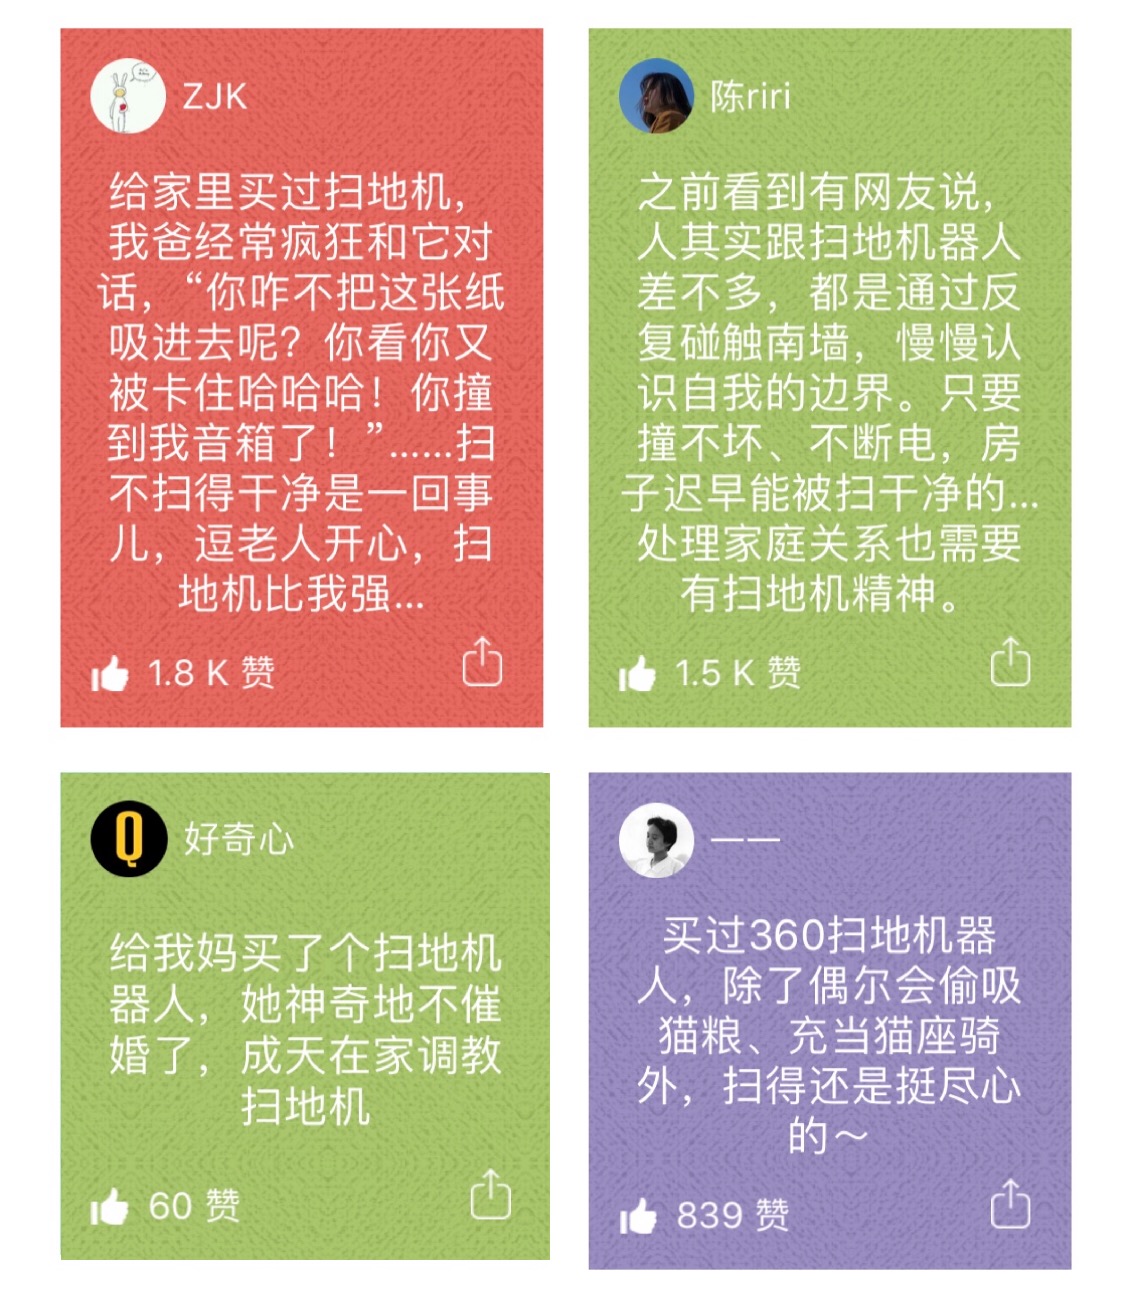 ZJK
给家里买过扫地机，
我爸经常疯狂和它对
话，“你咋不把这张纸
吸进去呢？你看你又
被卡住哈哈哈！你撞
到我音箱了！”……扫
不扫得干净是一回事
儿，逗老人开心，扫
地机比我强…
1.8 K 赞
陈riri
之前看到有网友说，
人其实跟扫地机器人
差不多，都是通过反
复碰触南墙，慢慢认
识自我的边界。只要
撞不坏、不断电，房
子迟早能被扫干净的…
处理家庭关系也需要
有扫地机精神。
1.5 K 赞
Q
好奇心
给我妈买了个扫地机
器人，她神奇地不催
婚了，成天在家调教
扫地机
60 赞
一一
买过360扫地机器
人，除了偶尔会偷吸
猫粮、充当猫座骑
外，扫得还是挺尽心
的～
839 赞